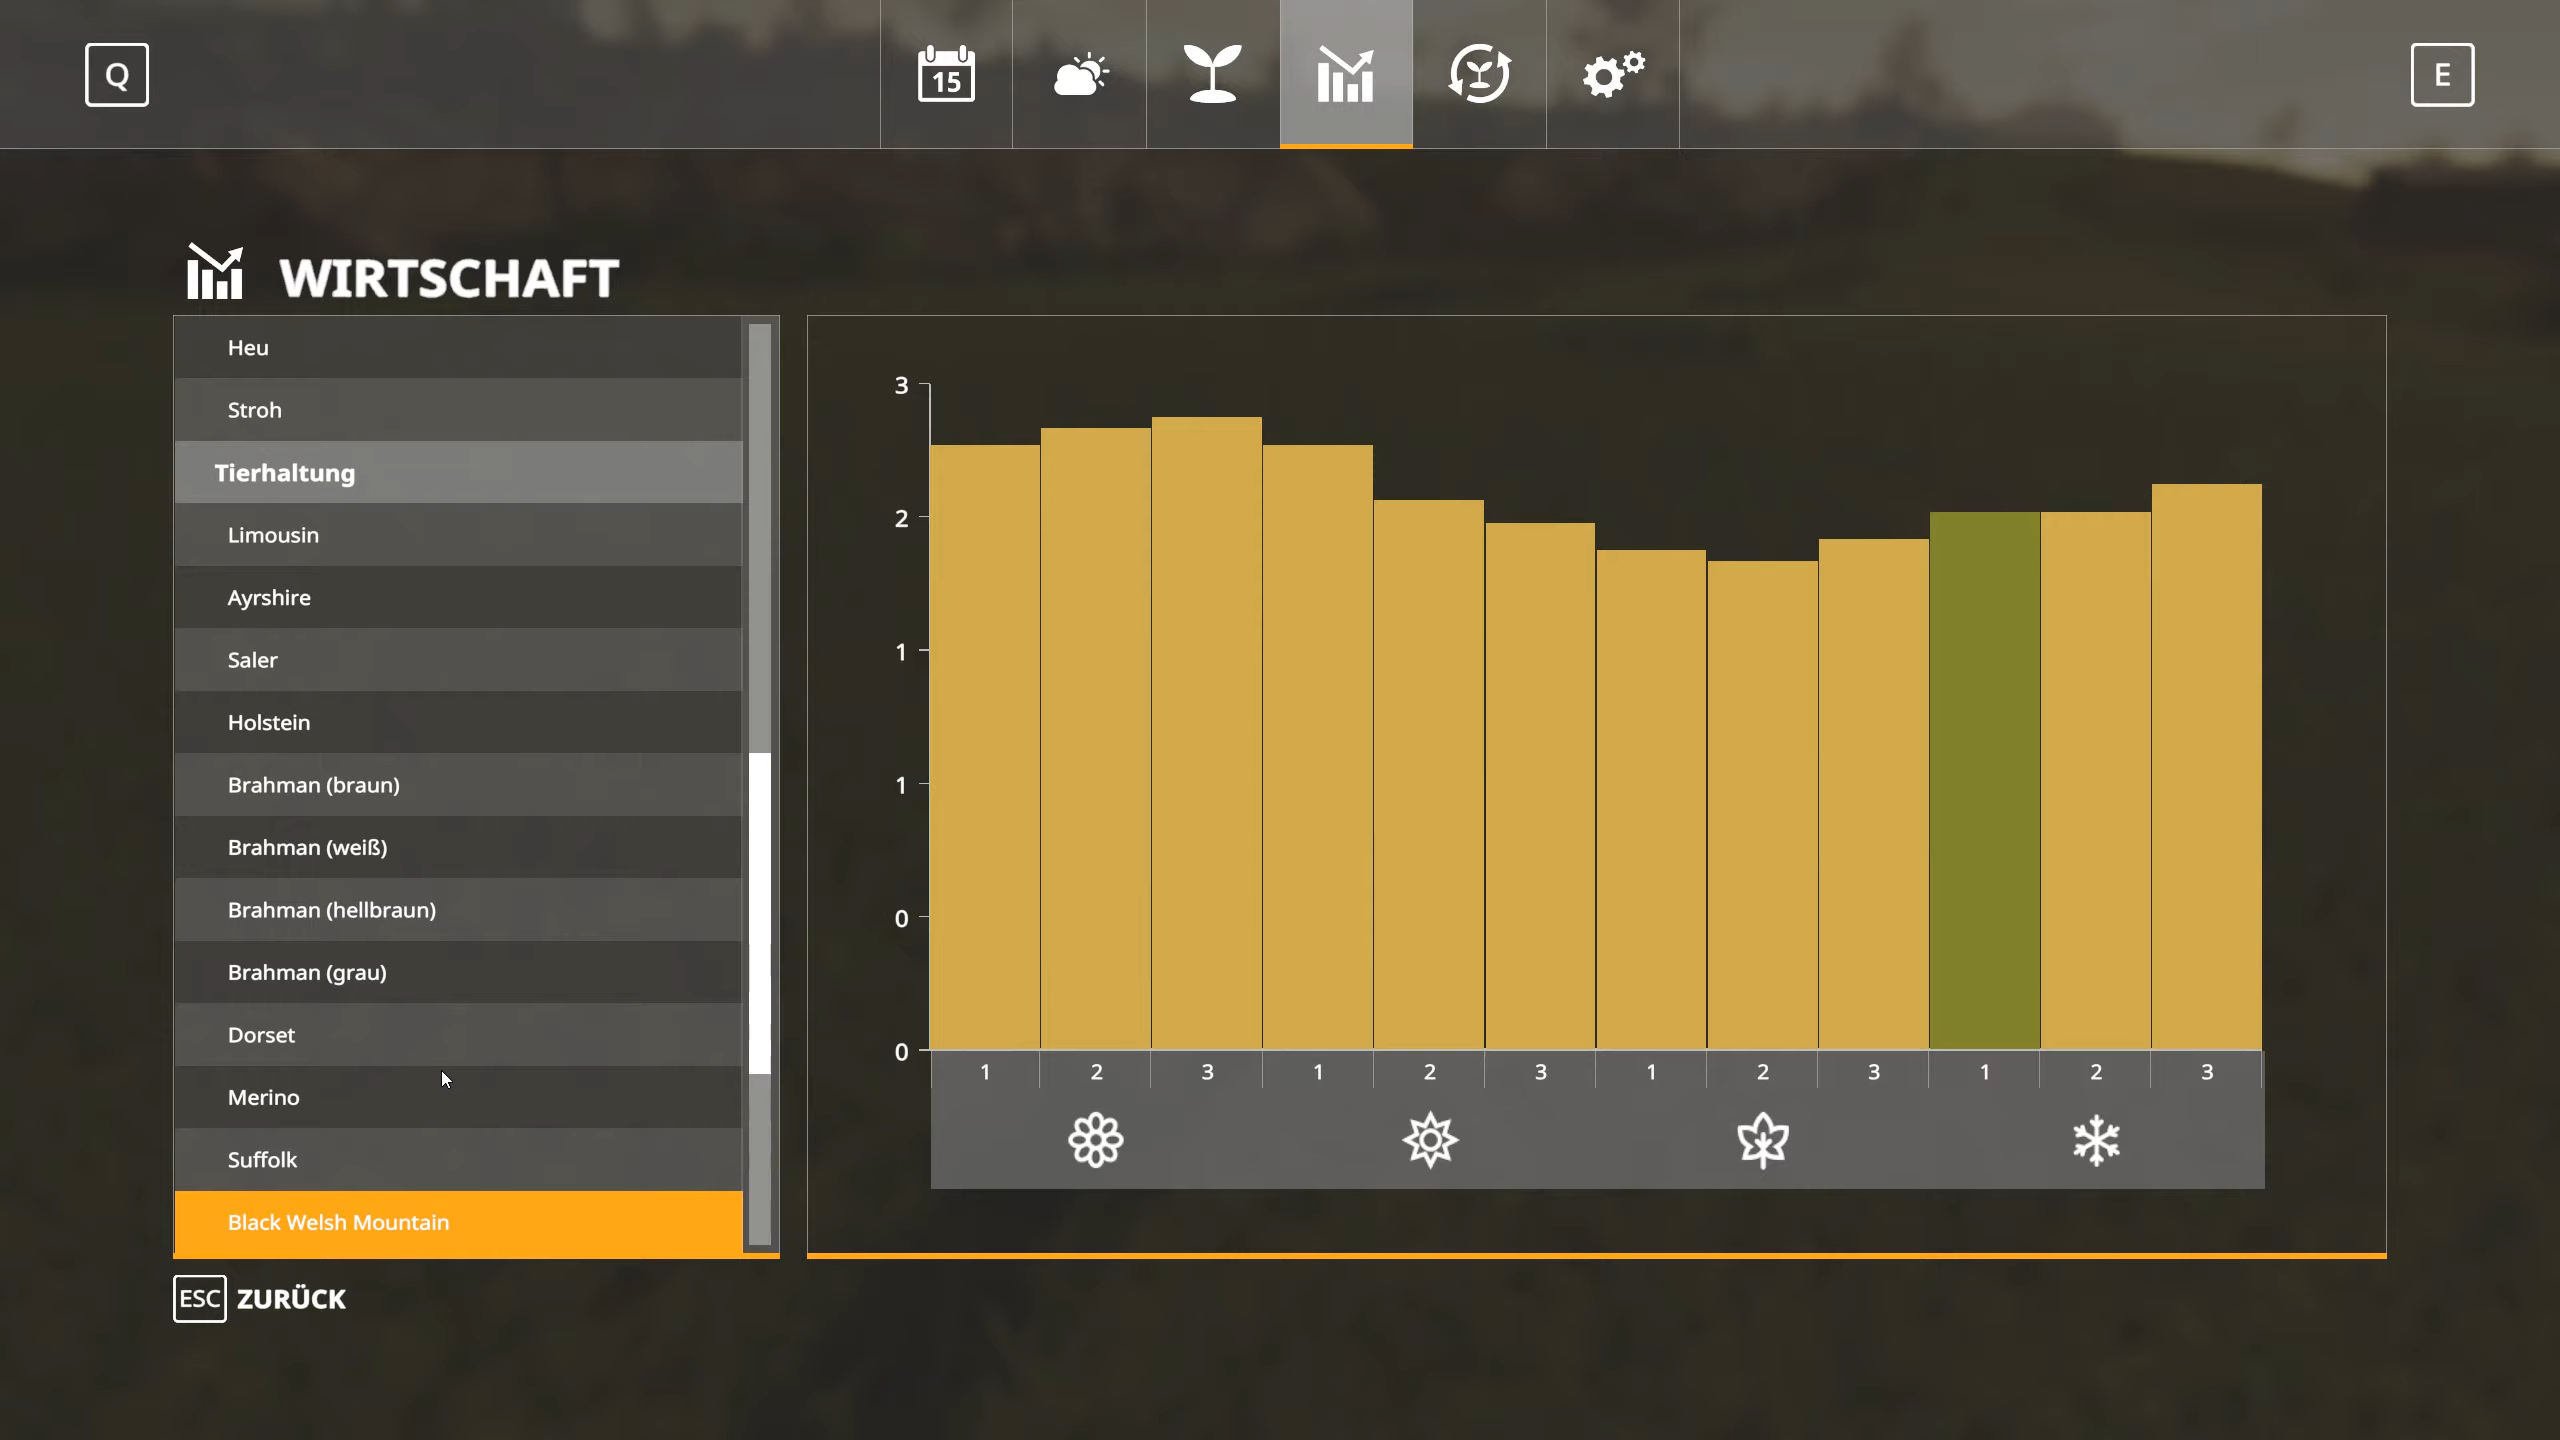 Q
15
E
WIRTSCHAFT
Heu
Stroh
Tierhaltung
Limousin
Ayrshire
Saler
Holstein
Brahman (braun)
Brahman (weiß)
Brahman (hellbraun)
Brahman (grau)
Dorset
Merino
Suffolk
Black Welsh Mountain
3
2
1
1
0
0
1 2 3 1 2 3 1 2 3 1 2 3
ESC ZURÜCK